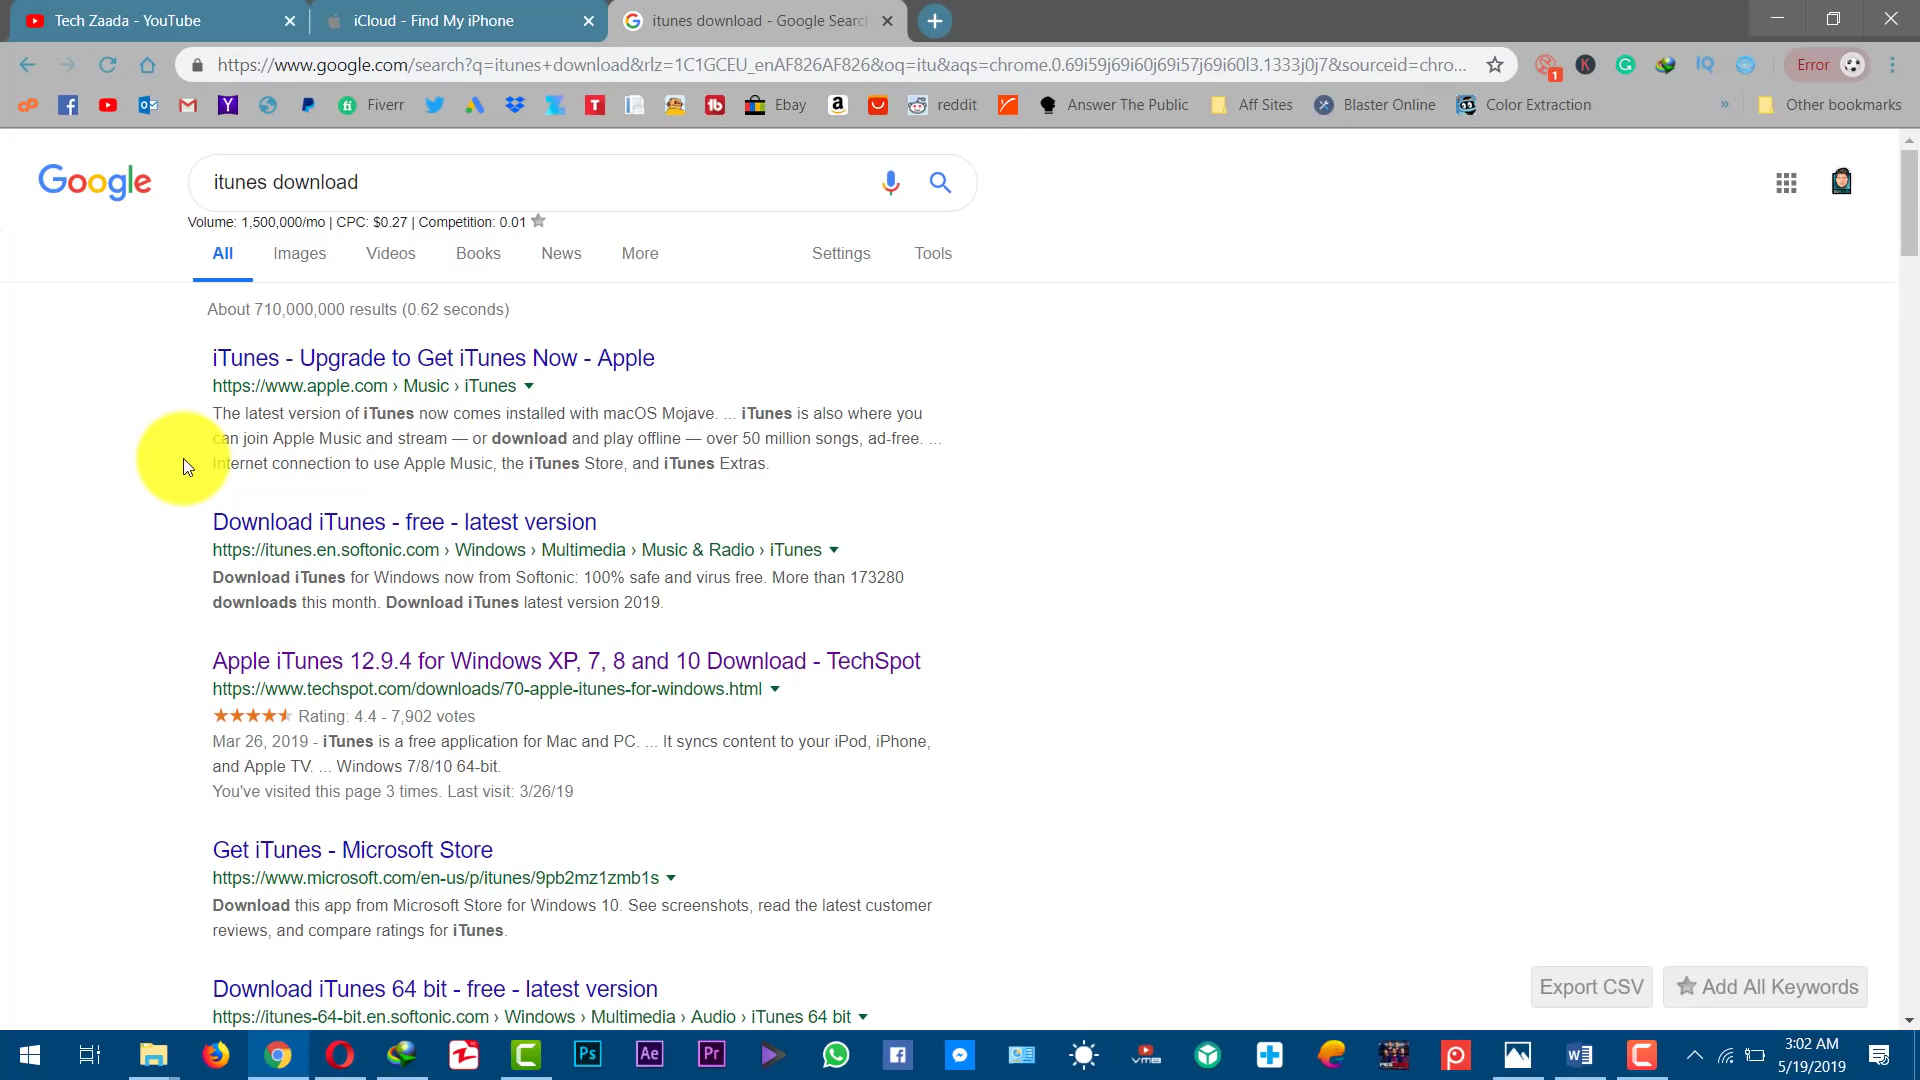 Tech Zaada - YouTube
iCloud - Find My iPhone
itunes download - Google Search
https://www.google.com/search?q=itunes+download&rlz=1C1GCEU_enAF826AF826&oq=itu&aqs=chrome.0.69i59j69i60j69i57j69i60l3.1333j0j7&sourceid=chro...
1
Error
Fiverr
Ebay
reddit
Answer The Public
Aff Sites
Blaster Online
Color Extraction
»
Other bookmarks
Google
itunes download
Volume: 1,500,000/mo | CPC: $0.27 | Competition: 0.01
All
Images
Videos
Books
News
More
Settings
Tools
About 710,000,000 results (0.62 seconds)
iTunes - Upgrade to Get iTunes Now - Apple
https://www.apple.com › Music › iTunes
The latest version of iTunes now comes installed with macOS Mojave. ... iTunes is also where you
can join Apple Music and stream — or download and play offline — over 50 million songs, ad-free. ...
Internet connection to use Apple Music, the iTunes Store, and iTunes Extras.
Download iTunes - free - latest version
https://itunes.en.softonic.com › Windows › Multimedia › Music & Radio › iTunes
Download iTunes for Windows now from Softonic: 100% safe and virus free. More than 173280
downloads this month. Download iTunes latest version 2019.
Apple iTunes 12.9.4 for Windows XP, 7, 8 and 10 Download - TechSpot
https://www.techspot.com/downloads/70-apple-itunes-for-windows.html
Rating: 4.4 - 7,902 votes
Mar 26, 2019 - iTunes is a free application for Mac and PC. ... It syncs content to your iPod, iPhone,
and Apple TV. ... Windows 7/8/10 64-bit.
You've visited this page 3 times. Last visit: 3/26/19
Get iTunes - Microsoft Store
https://www.microsoft.com/en-us/p/itunes/9pb2mz1zmb1s
Download this app from Microsoft Store for Windows 10. See screenshots, read the latest customer
reviews, and compare ratings for iTunes.
Download iTunes 64 bit - free - latest version
https://itunes-64-bit.en.softonic.com › Windows › Multimedia › Audio › iTunes 64 bit
Export CSV
Add All Keywords
Ps
Ae
Pr
3:02 AM
5/19/2019